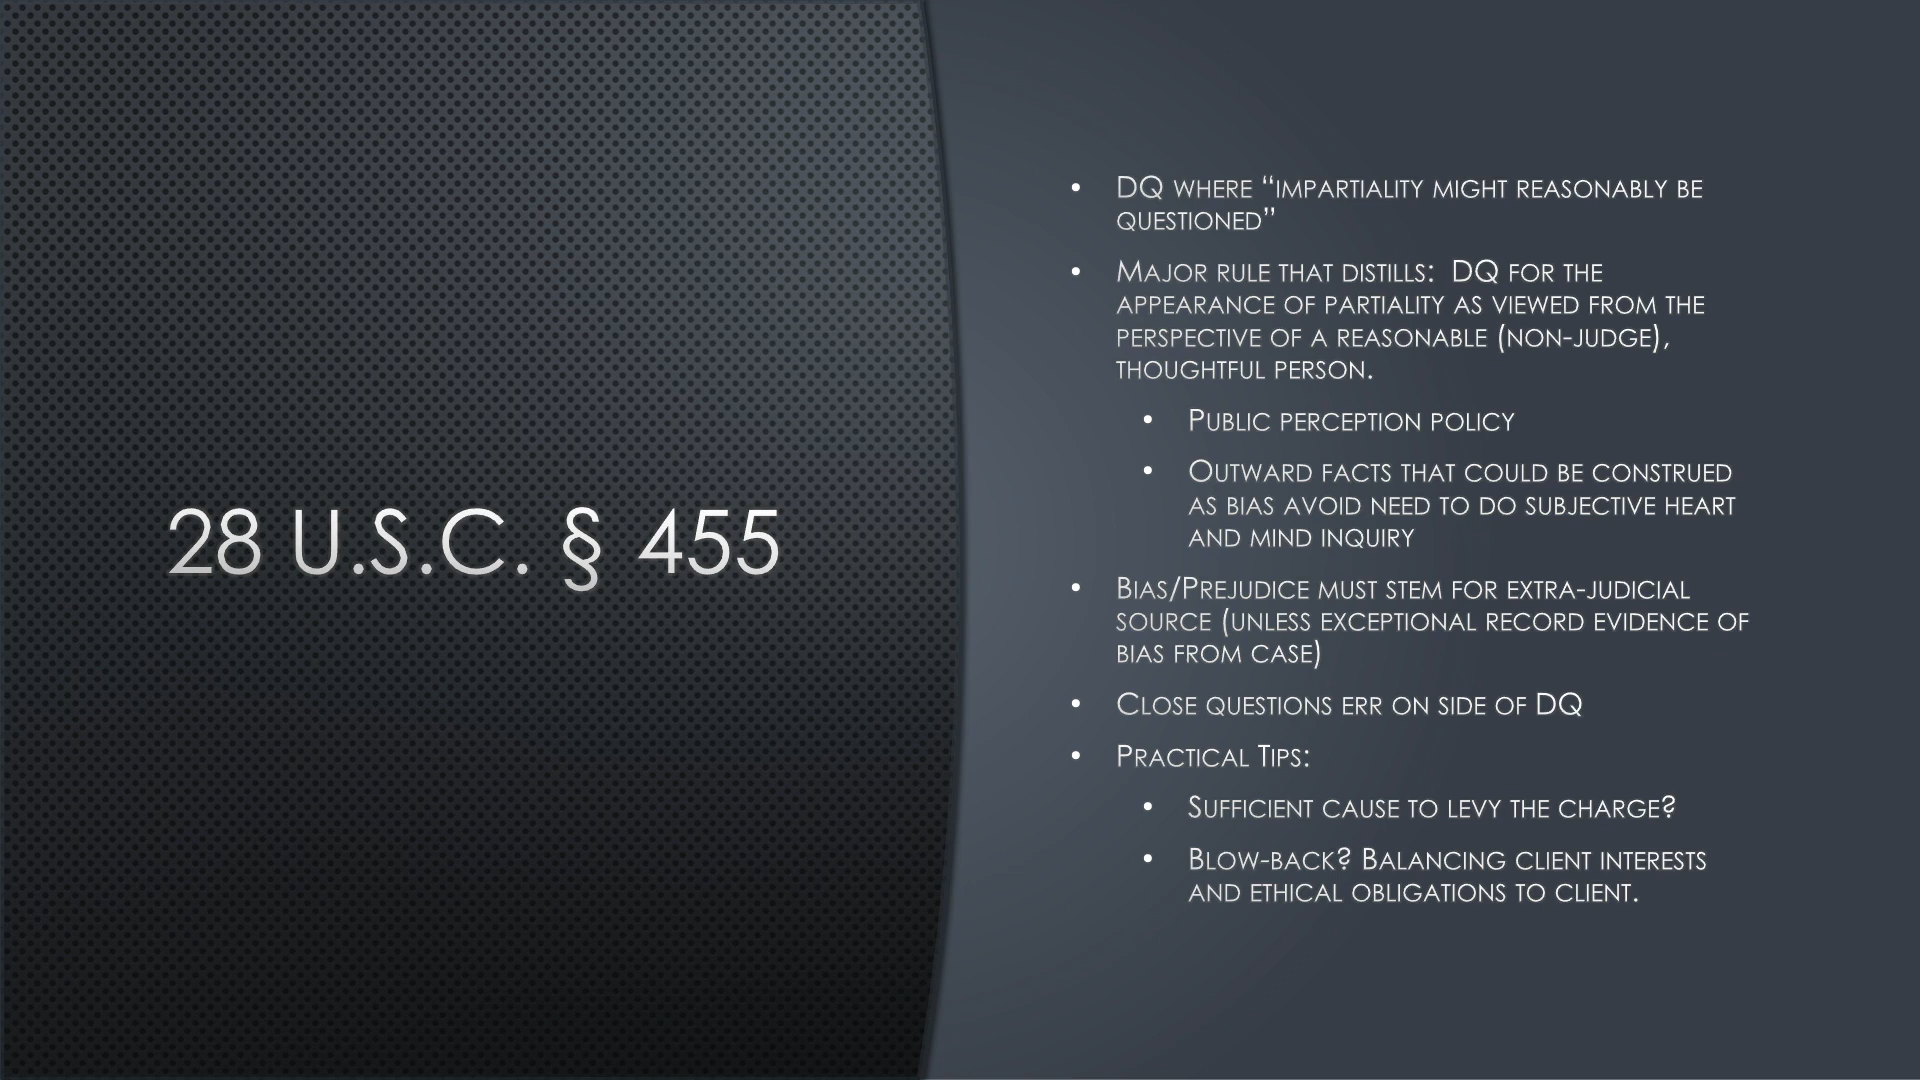 28 U.S.C. § 455
• DQ where “impartiality might reasonably be
questioned”
• Major rule that distills:  DQ for the
appearance of partiality as viewed from the
perspective of a reasonable (non-judge),
thoughtful person.
• Public perception policy
• Outward facts that could be construed
as bias avoid need to do subjective heart
and mind inquiry
• Bias/Prejudice must stem for extra-judicial
source (unless exceptional record evidence of
bias from case)
• Close questions err on side of DQ
• Practical Tips:
• Sufficient cause to levy the charge?
• Blow-back? Balancing client interests
and ethical obligations to client.